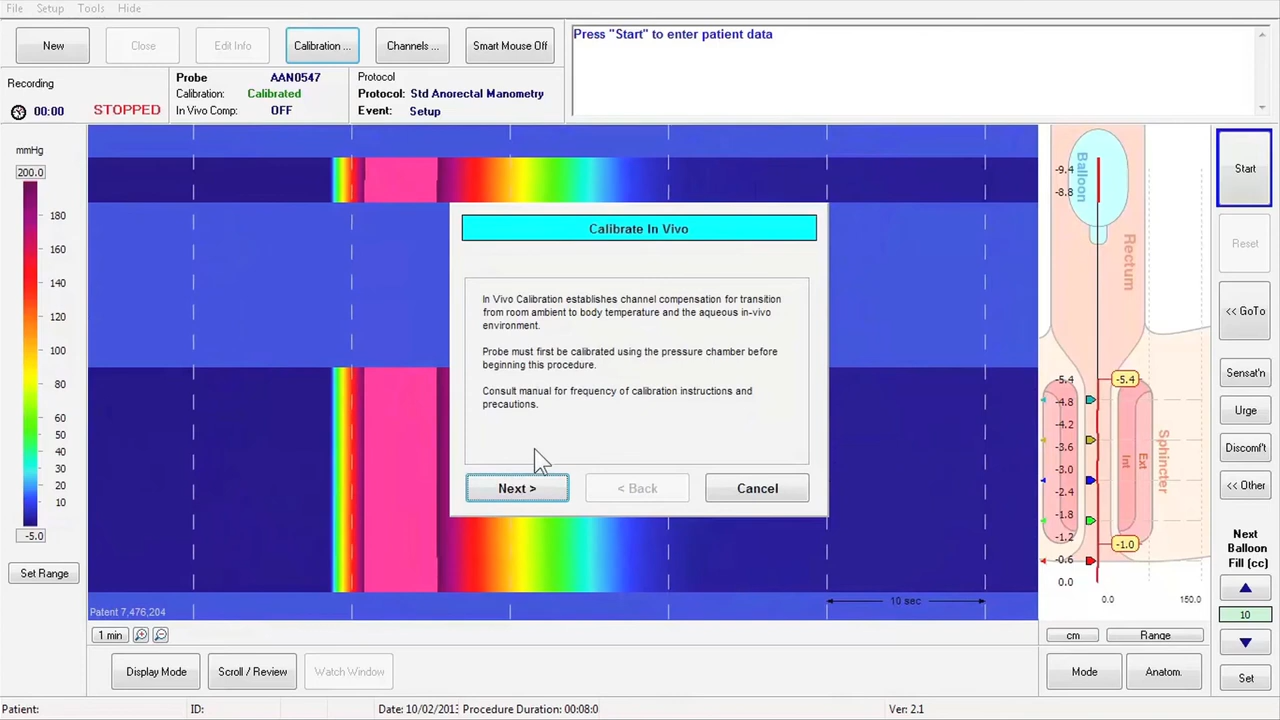 File Setup Tools Hide
New
Close
Edit Info
Calibration ...
Channels ...
Smart Mouse Off
Press "Start" to enter patient data
Recording
00:00 STOPPED
Probe AAN0547
Calibration: Calibrated
In Vivo Comp: OFF
Protocol
Protocol: Std Anorectal Manometry
Event: Setup
mmHg
200.0
180
160
140
120
100
80
60
50
40
30
20
10
-5.0
Set Range
Calibrate In Vivo
In Vivo Calibration establishes channel compensation for transition
from room ambient to body temperature and the aqueous in-vivo
environment.
Probe must first be calibrated using the pressure chamber before
beginning this procedure.
Consult manual for frequency of calibration instructions and
precautions.
Next >
< Back
Cancel
Patent 7,476,204
10 sec
1 min
Balloon
Rectum
Sphincter
Int
Ext
-9.4
-8.8
5.4
-4.8
-4.2
-3.6
-3.0
-2.4
-1.8
-1.2
-0.6
0.0
-5.4
-1.0
0.0
150.0
cm
Range
Start
Reset
<< GoTo
Sensat'n
Urge
Discomf't
<< Other
Next
Balloon
Fill (cc)
10
Set
Display Mode
Scroll / Review
Watch Window
Mode
Anatom.
Patient:
ID:
Date: 10/02/2013
Procedure Duration: 00:08:0
Ver: 2.1